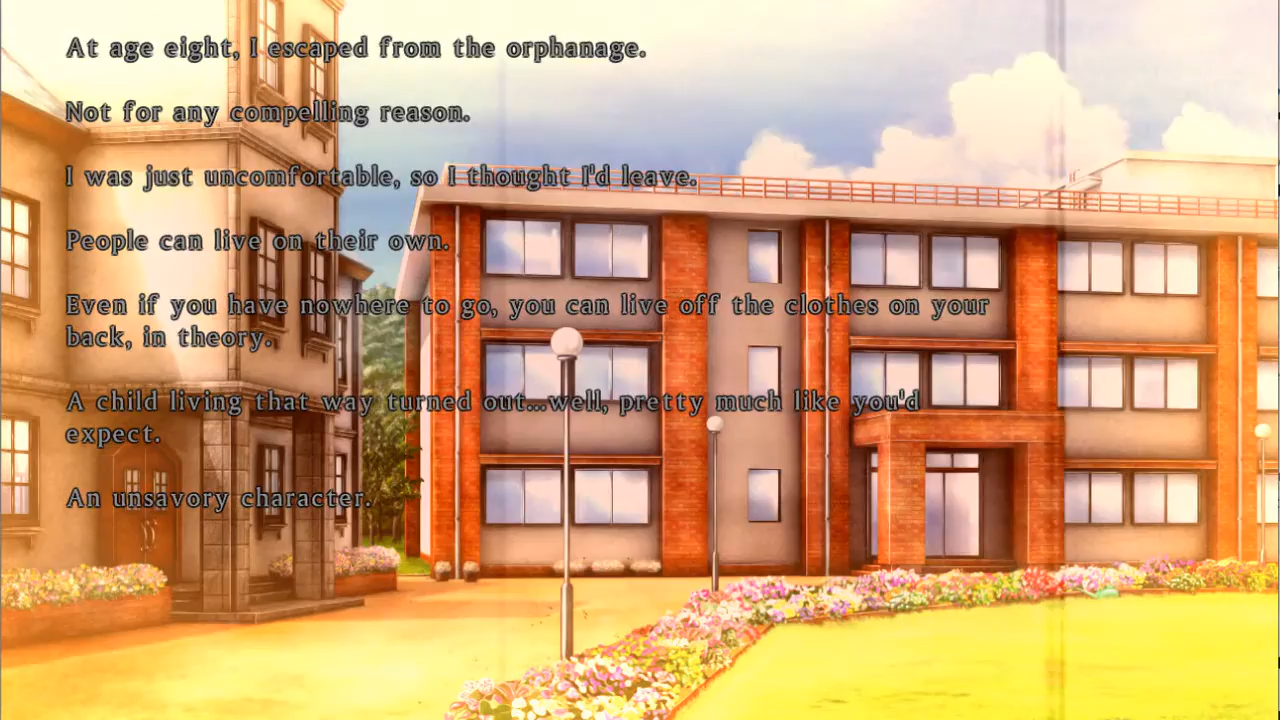 At age eight, I escaped from the orphanage.
Not for any compelling reason.
I was just uncomfortable, so I thought I'd leave.
People can live on their own.
Even if you have nowhere to go, you can live off the clothes on your
back, in theory.
A child living that way turned out...well, pretty much like you'd
expect.
An unsavory character.